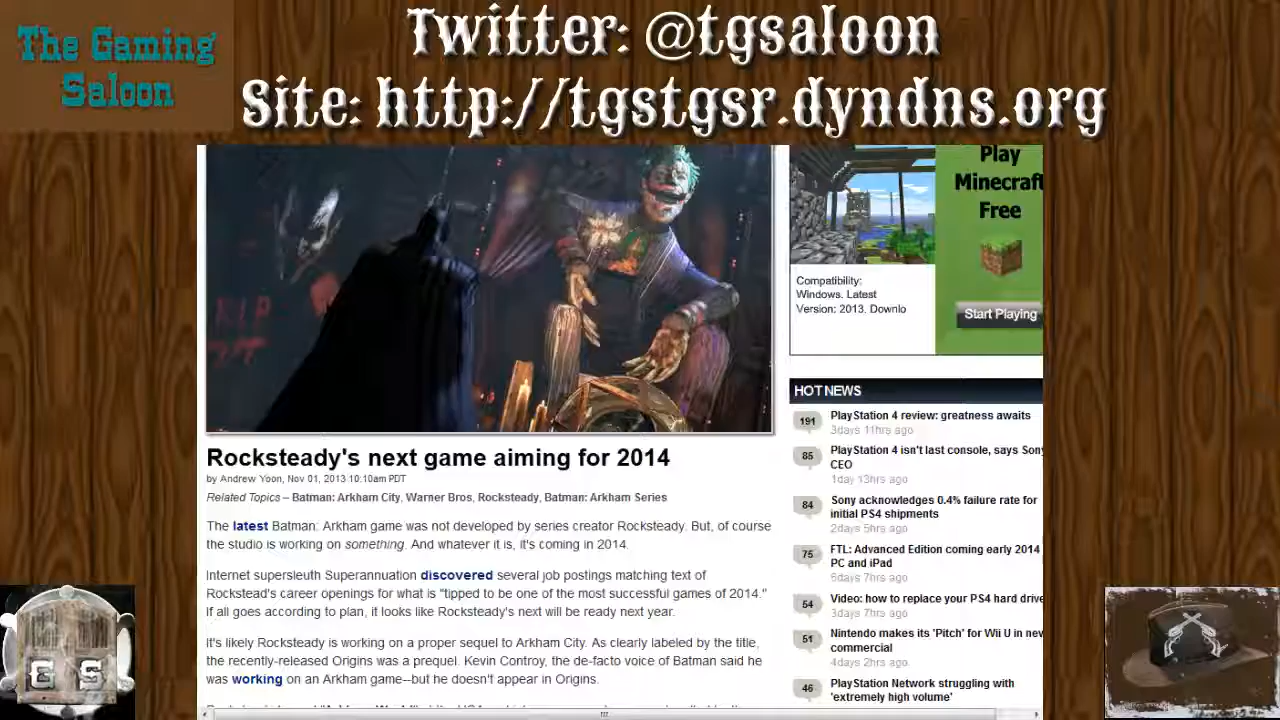 The Gaming
Saloon
Twitter: @tgsaloon
Site: http://tgstgsr.dyndns.org
RIP
Play
Minecraft
Free
Compatibility:
Windows. Latest
Version: 2013. Downlo
Start Playing
Rocksteady's next game aiming for 2014
by Andrew Yoon, Nov 01, 2013 10:10am PDT
Related Topics – Batman: Arkham City, Warner Bros, Rocksteady, Batman: Arkham Series
The latest Batman: Arkham game was not developed by series creator Rocksteady. But, of course
the studio is working on something. And whatever it is, it's coming in 2014.
Internet supersleuth Superannuation discovered several job postings matching text of
Rockstead's career openings for what is "tipped to be one of the most successful games of 2014."
If all goes according to plan, it looks like Rocksteady's next will be ready next year.
It's likely Rocksteady is working on a proper sequel to Arkham City. As clearly labeled by the title,
the recently-released Origins was a prequel. Kevin Controy, the de-facto voice of Batman said he
was working on an Arkham game--but he doesn't appear in Origins.
HOT NEWS
191
PlayStation 4 review: greatness awaits
3days 11hrs ago
85
PlayStation 4 isn't last console, says Sony
CEO
1day 13hrs ago
84
Sony acknowledges 0.4% failure rate for
initial PS4 shipments
2days 5hrs ago
75
FTL: Advanced Edition coming early 2014
PC and iPad
6days 7hrs ago
54
Video: how to replace your PS4 hard drive
3days 7hrs ago
51
Nintendo makes its 'Pitch' for Wii U in new
commercial
4days 2hrs ago
46
PlayStation Network struggling with
'extremely high volume'
G S